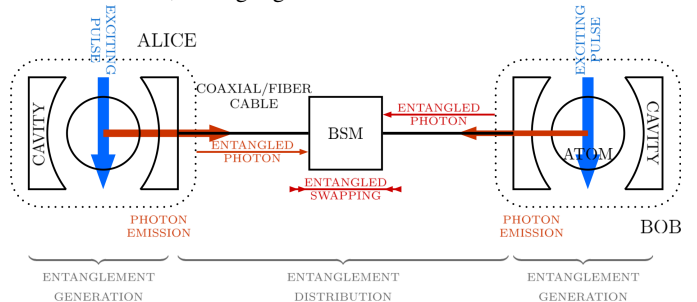 EXCITING
PULSE
ALICE
EXCITING
PULSE
CAVITY
COAXIAL/FIBER
CABLE
ENTANGLED
PHOTON
BSM
ENTANGLED
PHOTON
ATOM
CAVITY
ENTANGLED
SWAPPING
PHOTON
EMISSION
PHOTON
EMISSION
BOB
ENTANGLEMENT
GENERATION
ENTANGLEMENT
DISTRIBUTION
ENTANGLEMENT
GENERATION